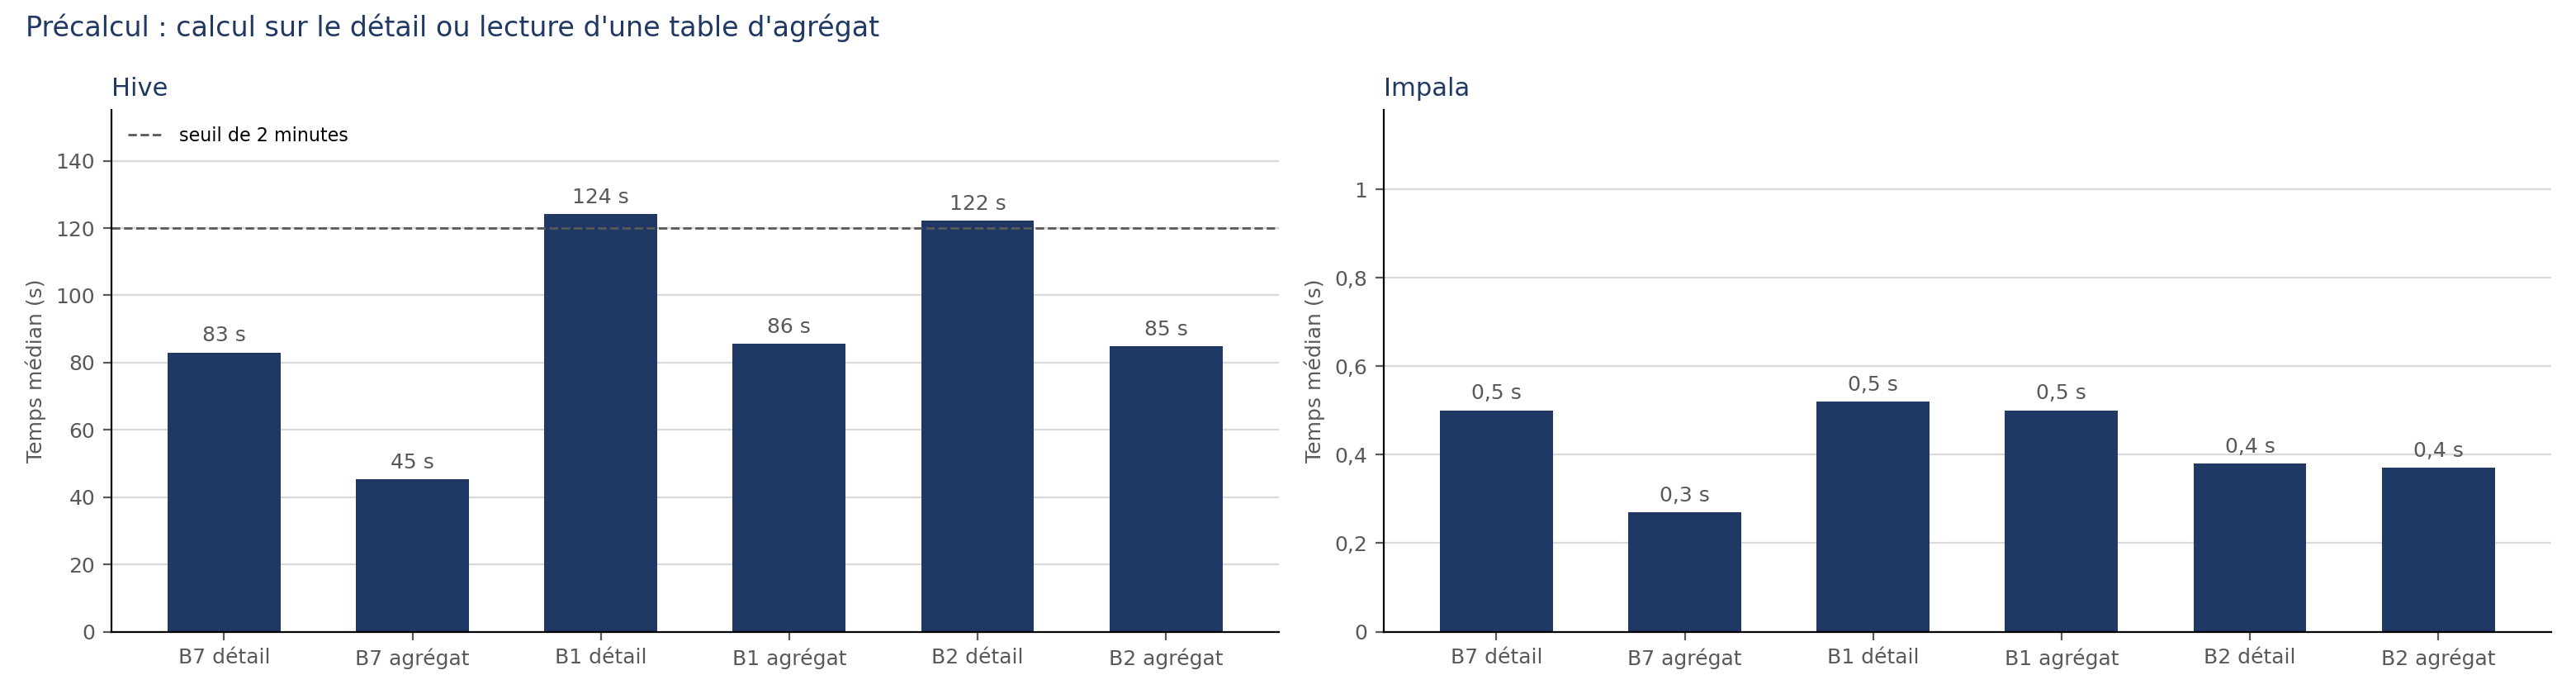 Précalcul : calcul sur le détail ou lecture d'une table d'agrégat
Hive
seuil de 2 minutes
Temps médian (s)
140
120
100
80
60
40
20
0
83 s
45 s
124 s
86 s
122 s
85 s
B7 détail
B7 agrégat
B1 détail
B1 agrégat
B2 détail
B2 agrégat
Impala
Temps médian (s)
1
0,8
0,6
0,4
0,2
0
0,5 s
0,3 s
0,5 s
0,5 s
0,4 s
0,4 s
B7 détail
B7 agrégat
B1 détail
B1 agrégat
B2 détail
B2 agrégat